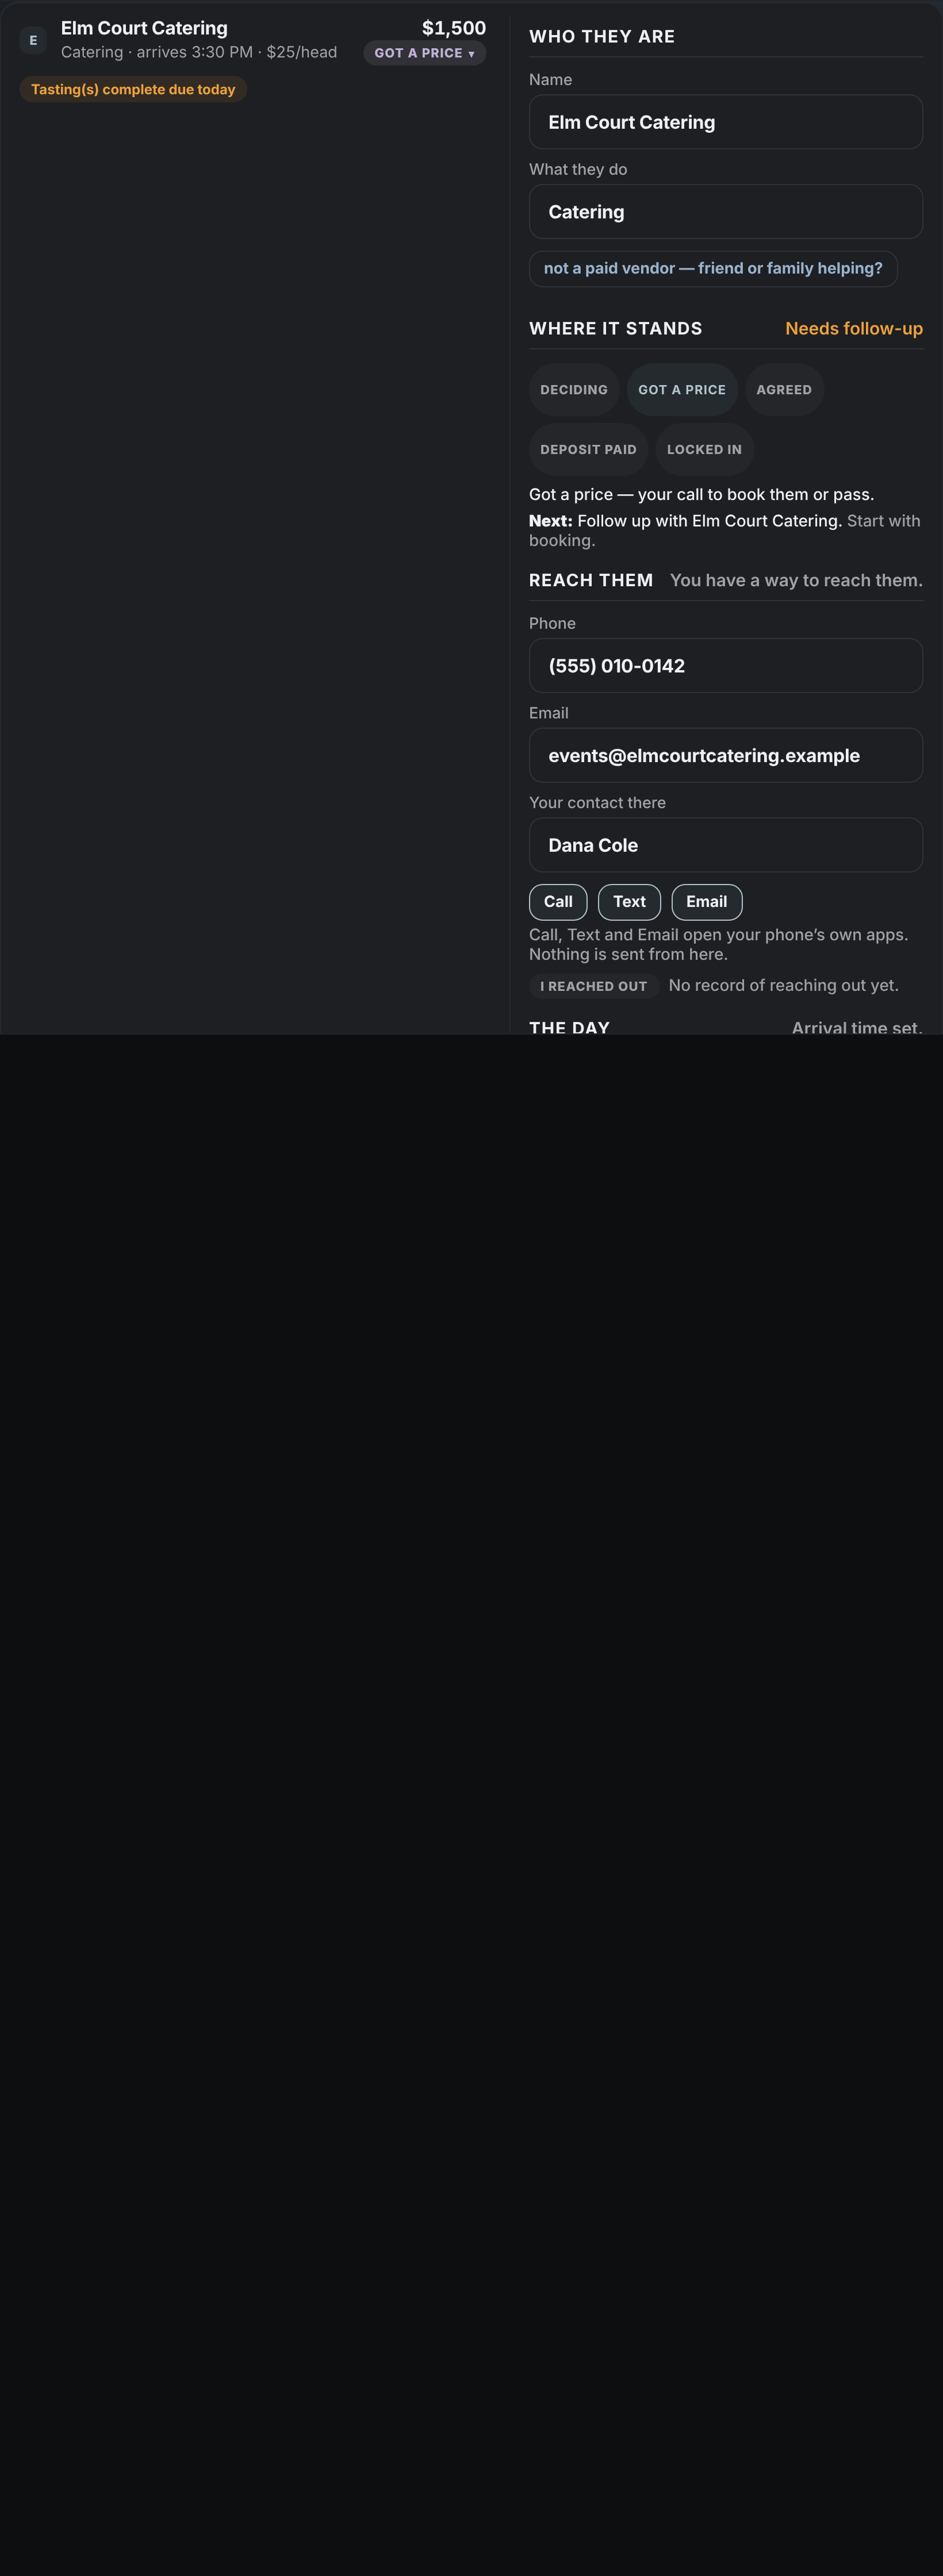 E
Elm Court Catering
$1,500
Catering · arrives 3:30 PM · $25/head
GOT A PRICE ▾
Tasting(s) complete due today
WHO THEY ARE
Name
Elm Court Catering
What they do
Catering
not a paid vendor — friend or family helping?
WHERE IT STANDS
Needs follow-up
DECIDING
GOT A PRICE
AGREED
DEPOSIT PAID
LOCKED IN
Got a price — your call to book them or pass.
Next: Follow up with Elm Court Catering. Start with
booking.
REACH THEM
You have a way to reach them.
Phone
(555) 010-0142
Email
events@elmcourtcatering.example
Your contact there
Dana Cole
Call
Text
Email
Call, Text and Email open your phone’s own apps.
Nothing is sent from here.
I REACHED OUT
No record of reaching out yet.
THE DAY
Arrival time set.